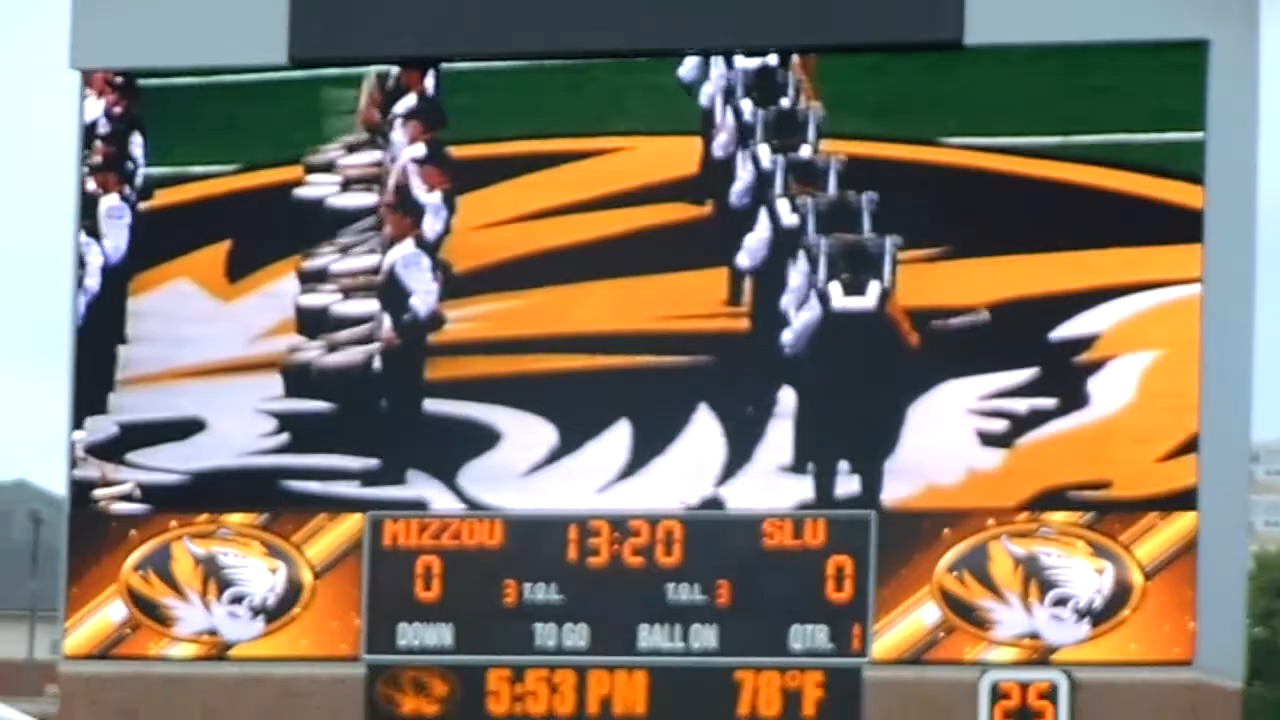 MIZZOU 13:20 SLU
0 3 T.O.L. T.O.L. 3 0
DOWN TO GO BALL ON QTR. 1
5:53 PM 78°F
25